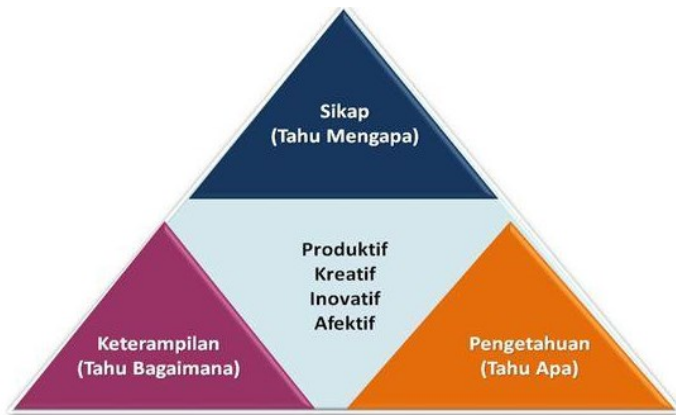 Sikap
(Tahu Mengapa)
Produktif
Kreatif
Inovatif
Afektif
Keterampilan
(Tahu Bagaimana)
Pengetahuan
(Tahu Apa)